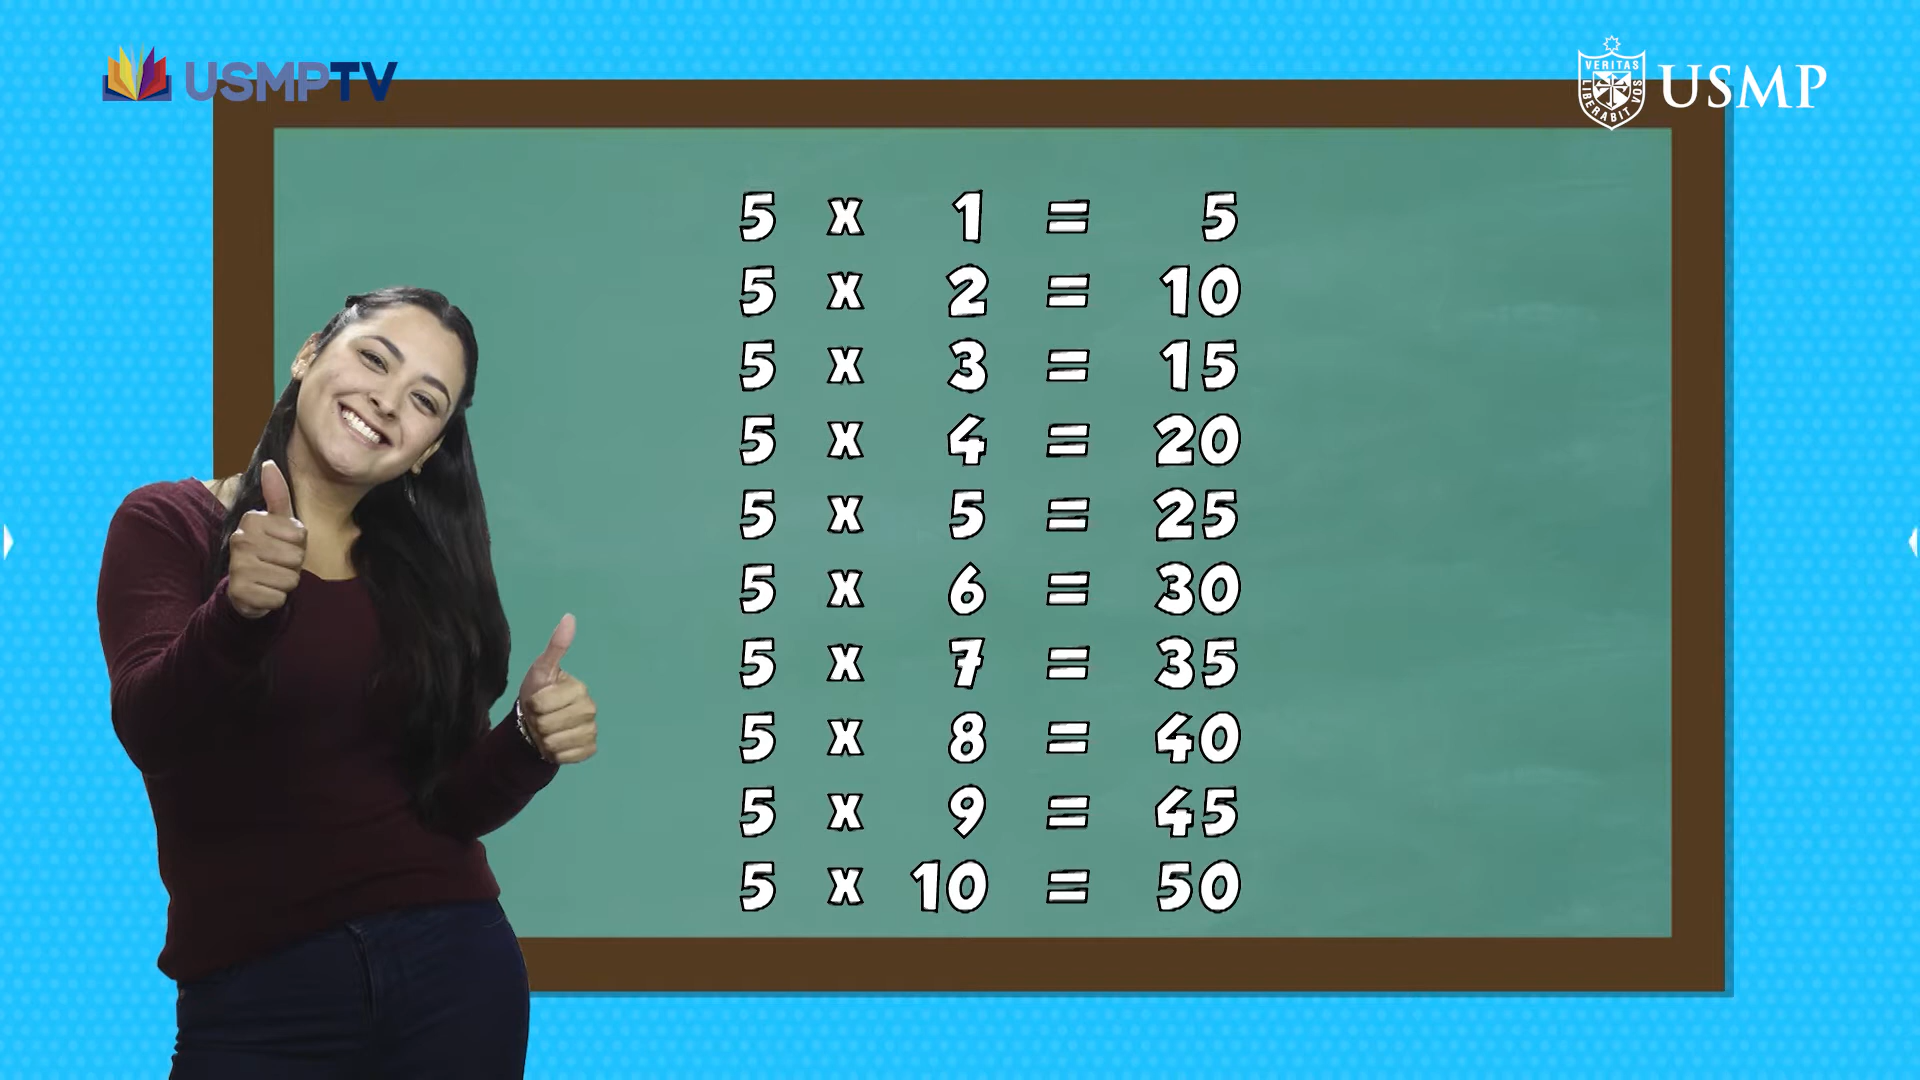 USMPTV
VERITAS
LIBERABIT VOS
USMP
5 x 1 = 5
5 x 2 = 10
5 x 3 = 15
5 x 4 = 20
5 x 5 = 25
5 x 6 = 30
5 x 7 = 35
5 x 8 = 40
5 x 9 = 45
5 x 10 = 50